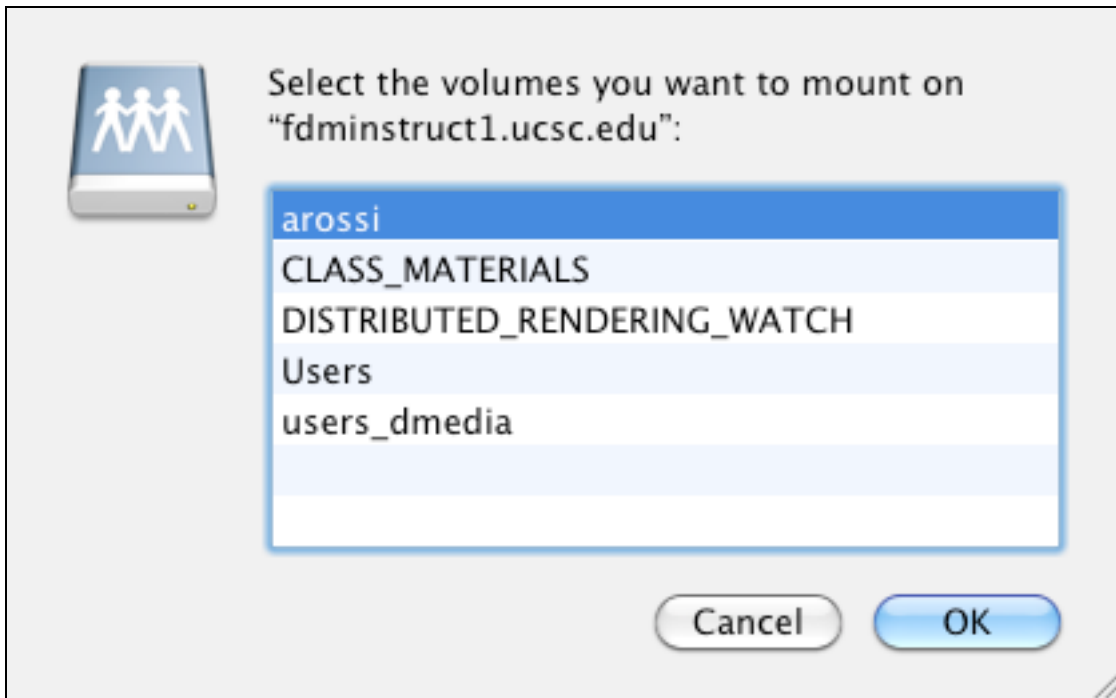 Select the volumes you want to mount on
“fdminstruct1.ucsc.edu”:
arossi
CLASS_MATERIALS
DISTRIBUTED_RENDERING_WATCH
Users
users_dmedia
Cancel OK